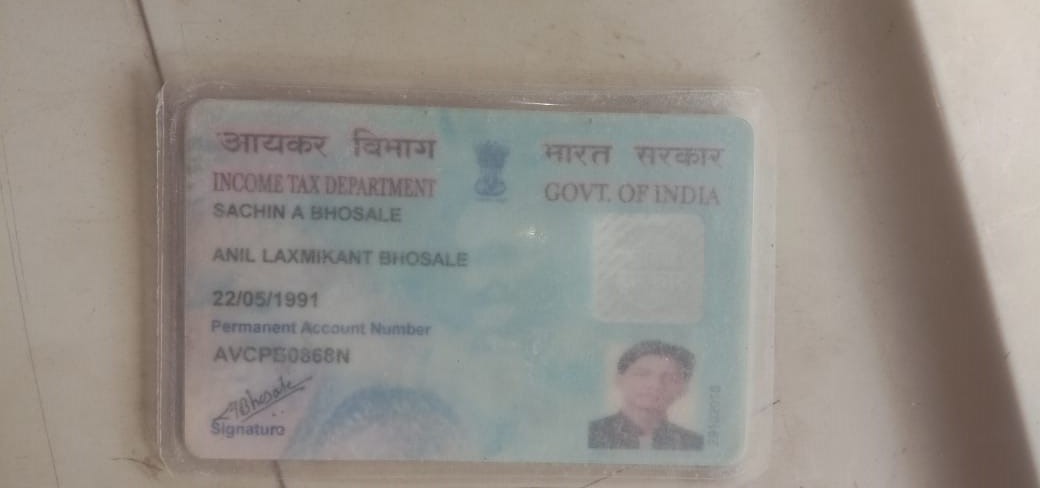 आयकर विभाग
भारत सरकार
INCOME TAX DEPARTMENT
GOVT. OF INDIA
SACHIN A BHOSALE
ANIL LAXMIKANT BHOSALE
22/05/1991
Permanent Account Number
AVCPB0868N
Bhosale
Signature